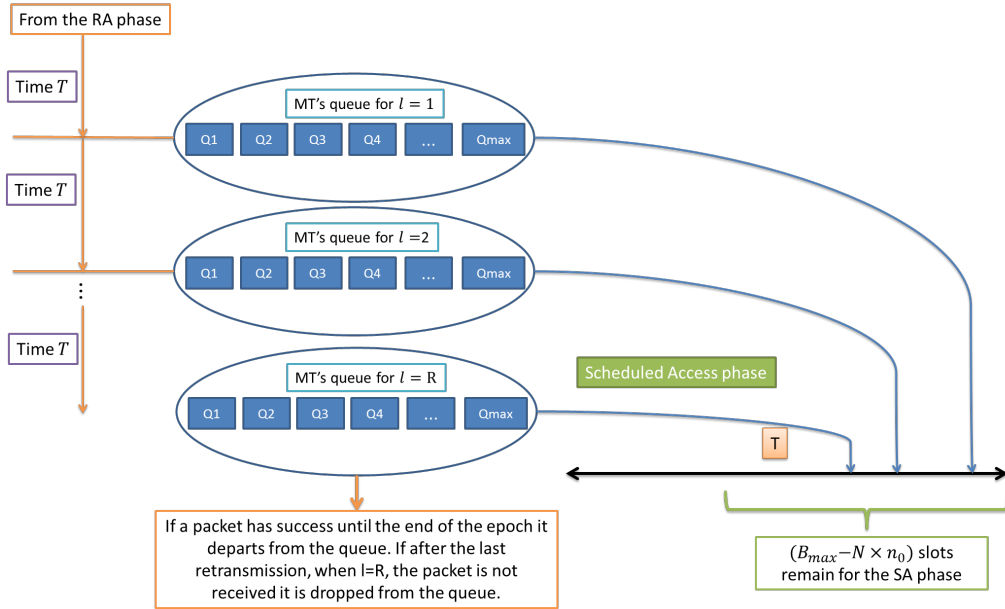 From the RA phase
Time T
MT's queue for l = 1
Q1 Q2 Q3 Q4 ... Qmax
Time T
MT's queue for l =2
Q1 Q2 Q3 Q4 ... Qmax
⋮
Time T
MT's queue for l = R
Q1 Q2 Q3 Q4 ... Qmax
Scheduled Access phase
T
If a packet has success until the end of the epoch it
departs from the queue. If after the last
retransmission, when l=R, the packet is not
received it is dropped from the queue.
(B_max−N × n_0) slots
remain for the SA phase